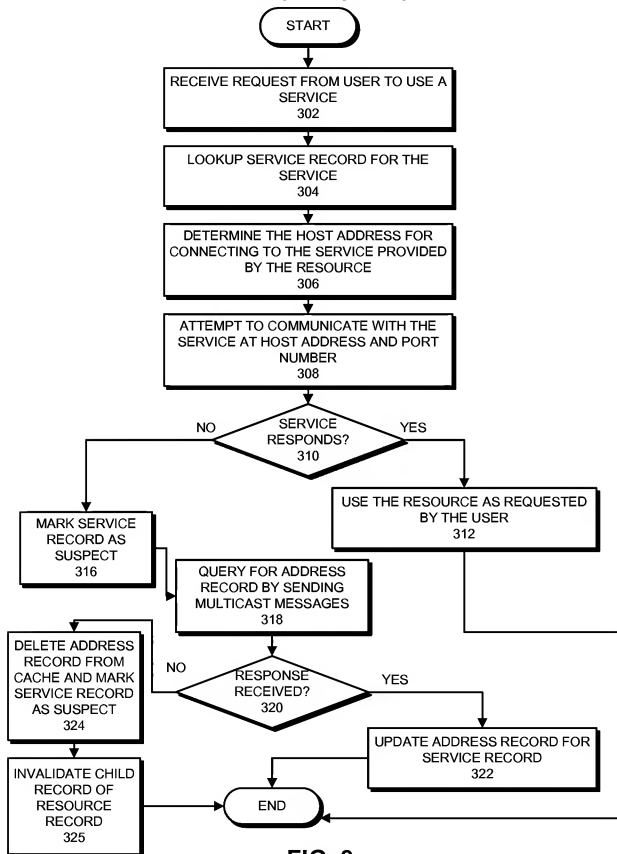 START
RECEIVE REQUEST FROM USER TO USE A
SERVICE
302
LOOKUP SERVICE RECORD FOR THE
SERVICE
304
DETERMINE THE HOST ADDRESS FOR
CONNECTING TO THE SERVICE PROVIDED
BY THE RESOURCE
306
ATTEMPT TO COMMUNICATE WITH THE
SERVICE AT HOST ADDRESS AND PORT
NUMBER
308
SERVICE
RESPONDS?
310
NO
YES
USE THE RESOURCE AS REQUESTED
BY THE USER
312
MARK SERVICE
RECORD AS
SUSPECT
316
QUERY FOR ADDRESS
RECORD BY SENDING
MULTICAST MESSAGES
318
RESPONSE
RECEIVED?
320
NO
YES
DELETE ADDRESS
RECORD FROM
CACHE AND MARK
SERVICE RECORD
AS SUSPECT
324
UPDATE ADDRESS RECORD FOR
SERVICE RECORD
322
INVALIDATE CHILD
RECORD OF
RESOURCE
RECORD
325
END